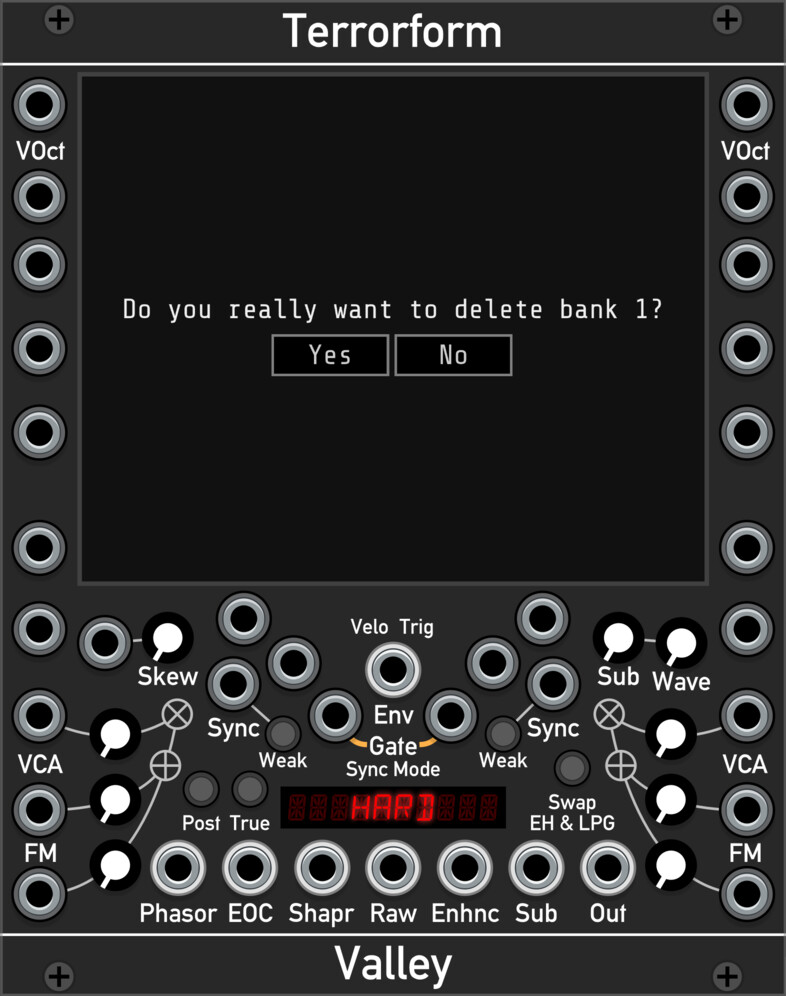 Terrorform
VOct
VOct
Do you really want to delete bank 1?
Yes No
Velo Trig
Skew
Sub Wave
Sync
Env
Sync
Gate
Weak
Weak
VCA
VCA
Sync Mode
Post True
HARD
Swap
EH & LPG
FM
FM
Phasor EOC Shapr Raw Enhnc Sub Out
Valley